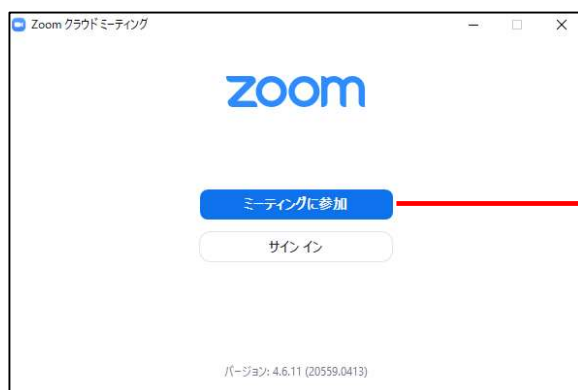 Zoom クラウド ミーティング
zoom
ミーティングに参加
サイン イン
バージョン: 4.6.11 (20559.0413)